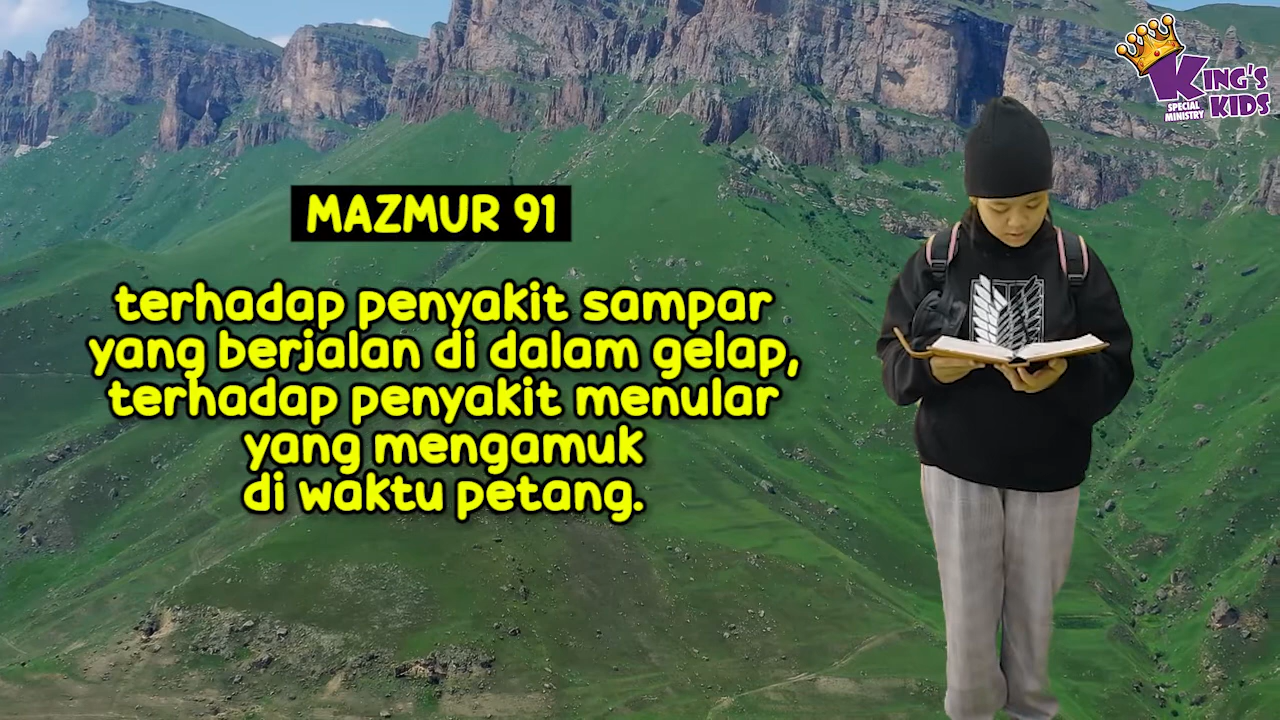 KING'S
SPECIAL KIDS
MINISTRY
MAZMUR 91
terhadap penyakit sampar
yang berjalan di dalam gelap,
terhadap penyakit menular
yang mengamuk
di waktu petang.